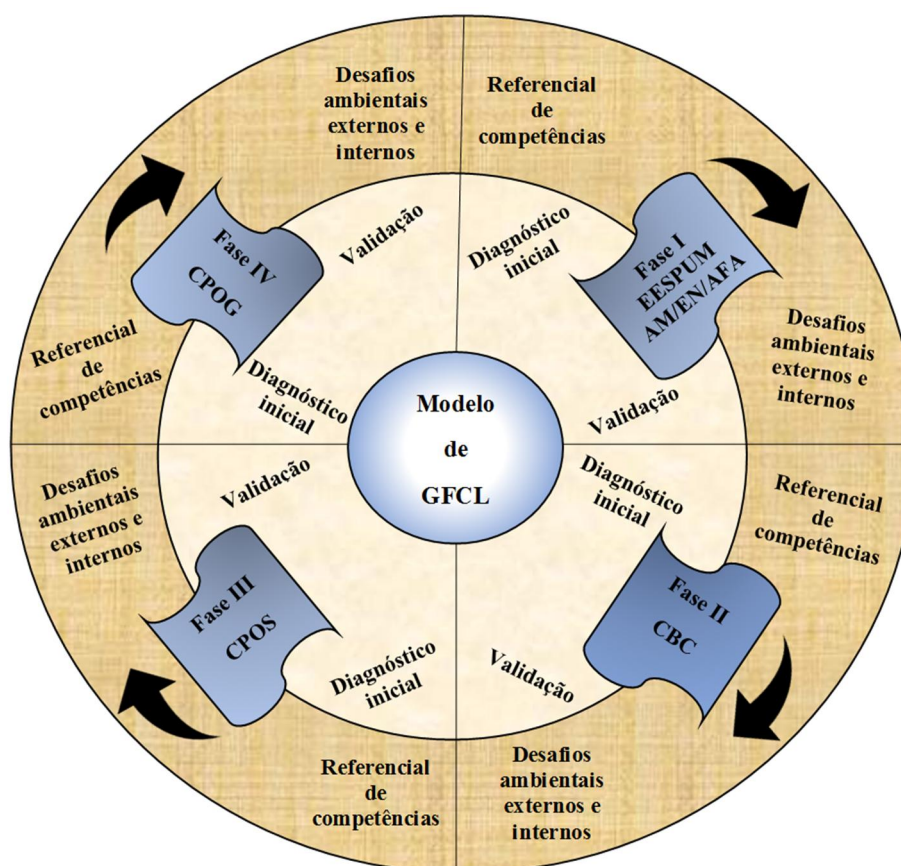 Desafios
ambientais
externos e
internos
Referencial
de
competências
Validação
Diagnóstico
inicial
Fase IV
CPOG
Fase I
EESPUM
AM/EN/AFA
Referencial
de
competências
Desafios
ambientais
externos e
internos
Diagnóstico
inicial
Modelo
de
GFCL
Validação
Desafios
ambientais
externos e
internos
Validação
Diagnóstico
inicial
Referencial
de
competências
Fase III
CPOS
Fase II
CBC
Diagnóstico
inicial
Validação
Referencial
de
competências
Desafios
ambientais
externos e
internos